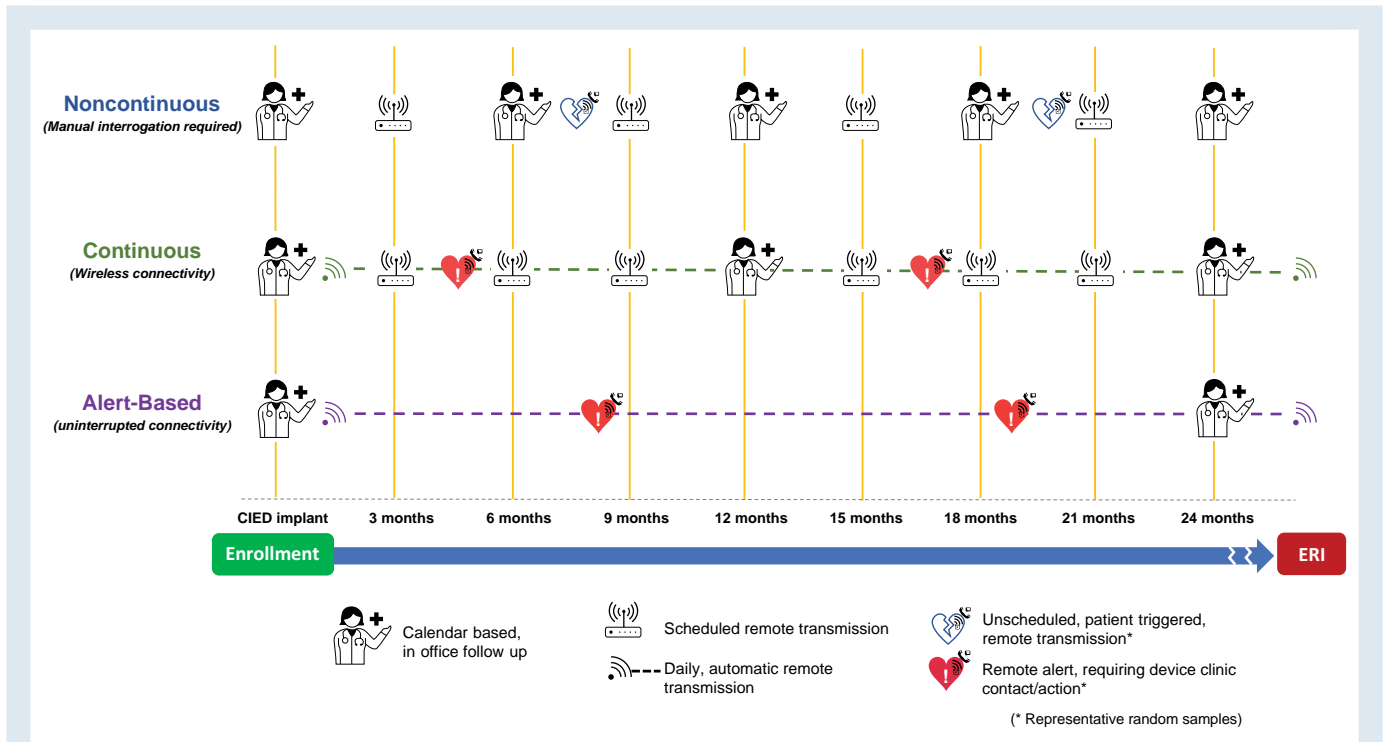 Noncontinuous
(Manual interrogation required)
Continuous
(Wireless connectivity)
Alert-Based
(uninterrupted connectivity)
CIED implant 3 months 6 months 9 months 12 months 15 months 18 months 21 months 24 months
Enrollment ERI
Calendar based,
in office follow up
Scheduled remote transmission
Daily, automatic remote
transmission
Unscheduled, patient triggered,
remote transmission*
Remote alert, requiring device clinic
contact/action*
(* Representative random samples)